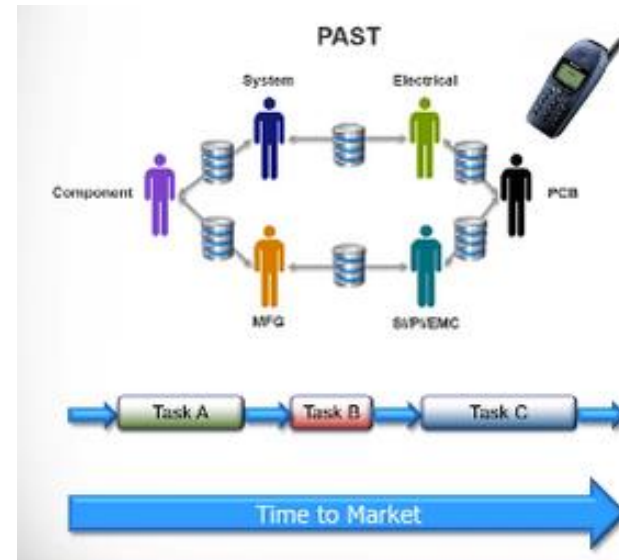 PAST
System
Electrical
Component
PCB
MFG
SI/PI/EMC
Task A
Task B
Task C
Time to Market